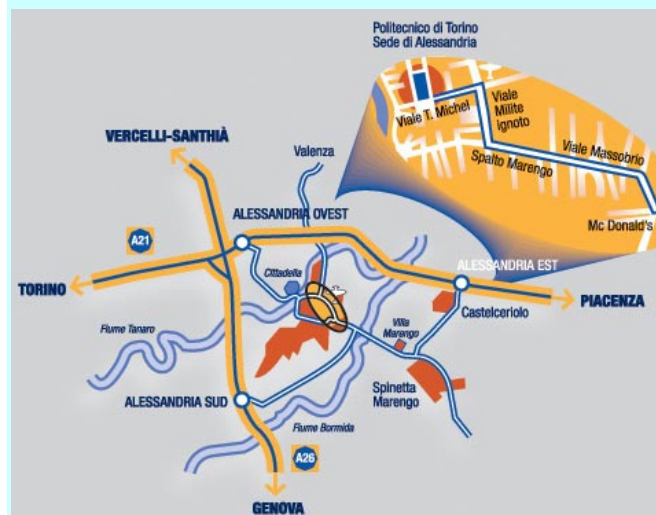 Politecnico di Torino
Sede di Alessandria
Viale T. Michel
Viale
Milite
ignoto
Viale Massobrio
Spalto Marengo
Mc Donald's
VERCELLI-SANTHIÀ
Valenza
ALESSANDRIA OVEST
A21
Cittadella
ALESSANDRIA EST
TORINO
PIACENZA
Castelceriolo
Fiume Tanaro
Villa
Marengo
Spinetta
Marengo
ALESSANDRIA SUD
Fiume Bormida
A26
GENOVA